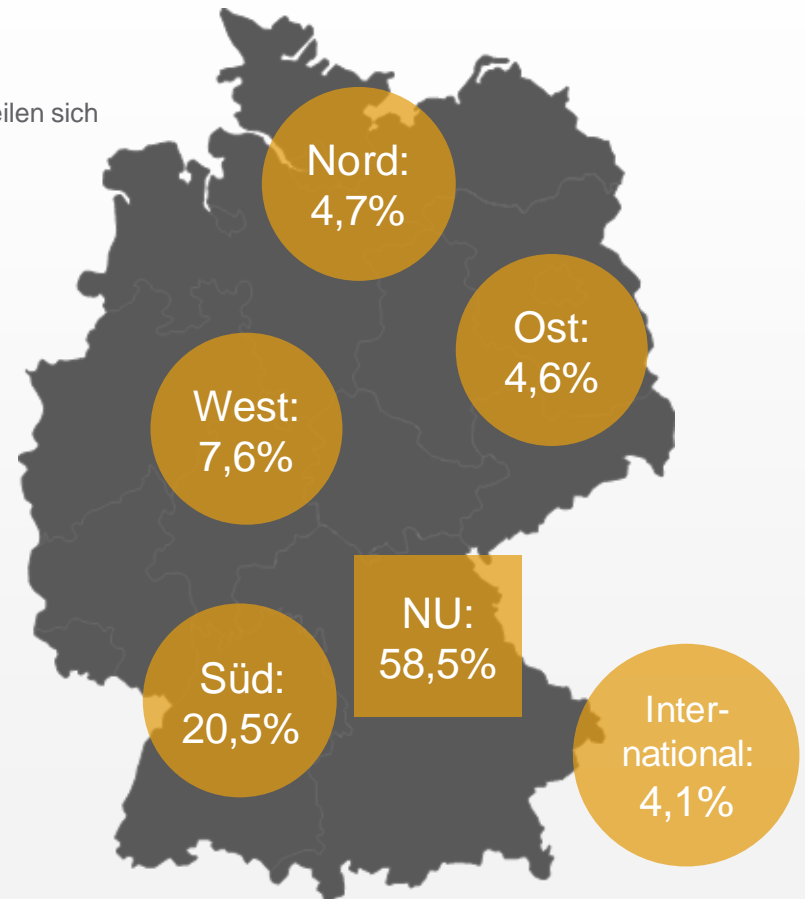 eilen sich
Nord:
4,7%
Ost:
4,6%
West:
7,6%
NU:
58,5%
Süd:
20,5%
Inter-
national:
4,1%